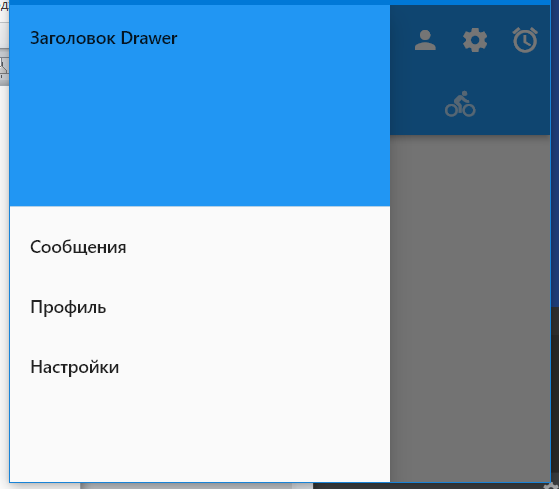 Заголовок Drawer
Сообщения
Профиль
Настройки